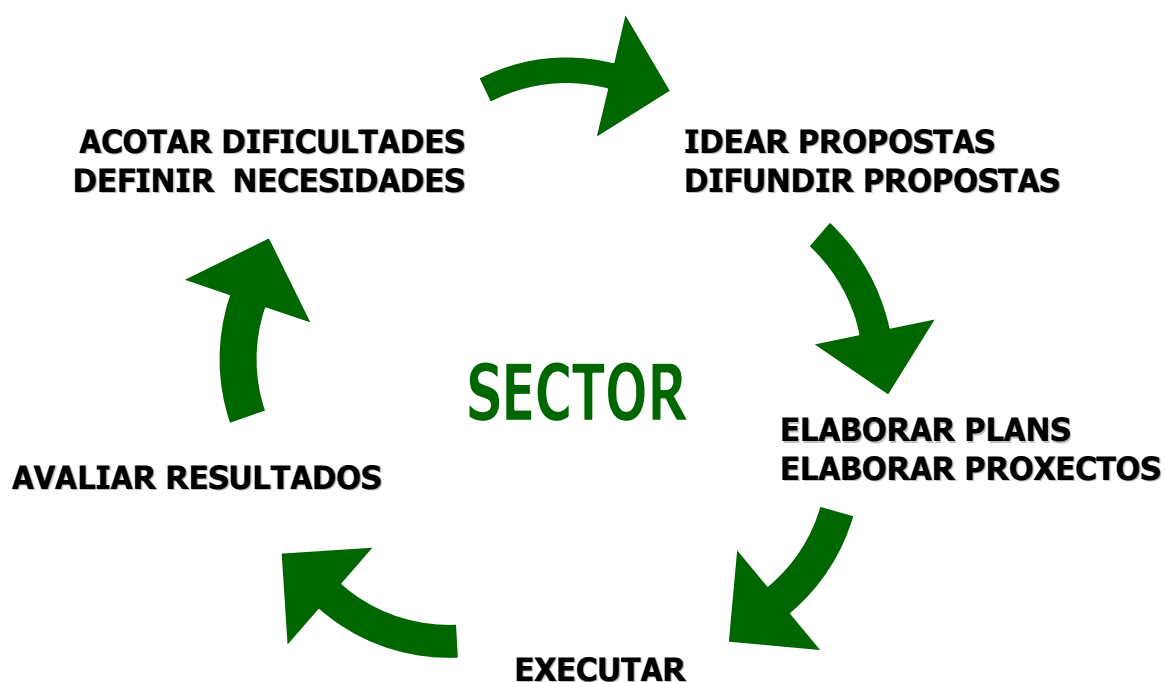 ACOTAR DIFICULTADES
DEFINIR NECESIDADES
IDEAR PROPOSTAS
DIFUNDIR PROPOSTAS
SECTOR
ELABORAR PLANS
ELABORAR PROXECTOS
AVALIAR RESULTADOS
EXECUTAR